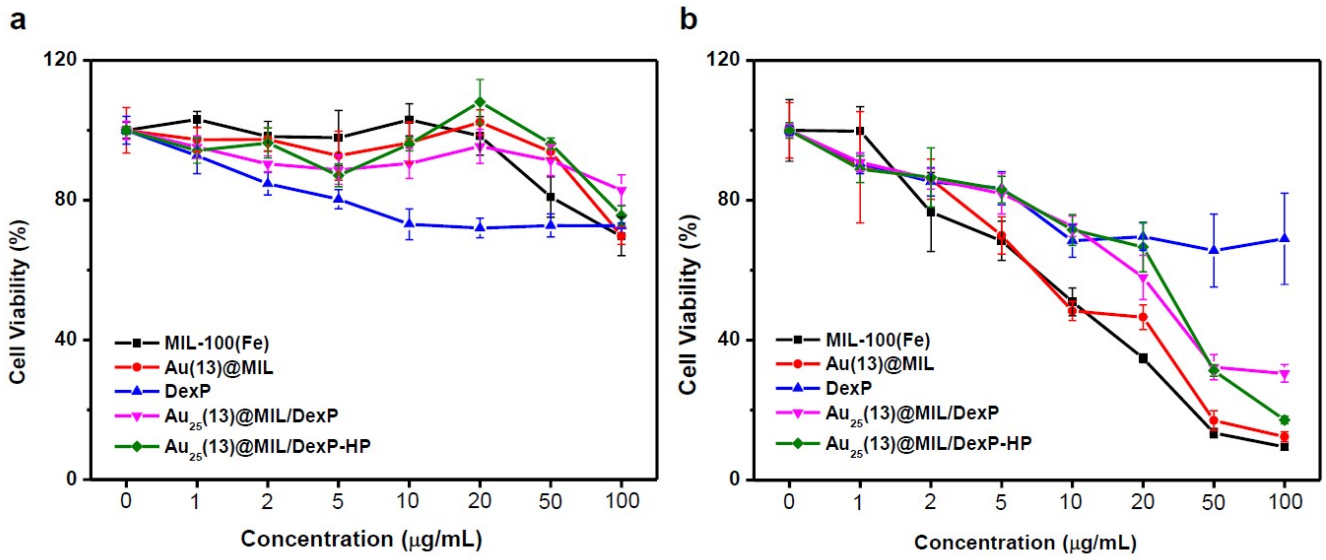 a
120
80
40
0
Cell Viability (%)
MIL-100(Fe)
Au(13)@MIL
DexP
Au₂₅(13)@MIL/DexP
Au₂₅(13)@MIL/DexP-HP
0 1 2 5 10 20 50 100
Concentration (μg/mL)
b
120
80
40
0
Cell Viability (%)
MIL-100(Fe)
Au(13)@MIL
DexP
Au₂₅(13)@MIL/DexP
Au₂₅(13)@MIL/DexP-HP
0 1 2 5 10 20 50 100
Concentration (μg/mL)